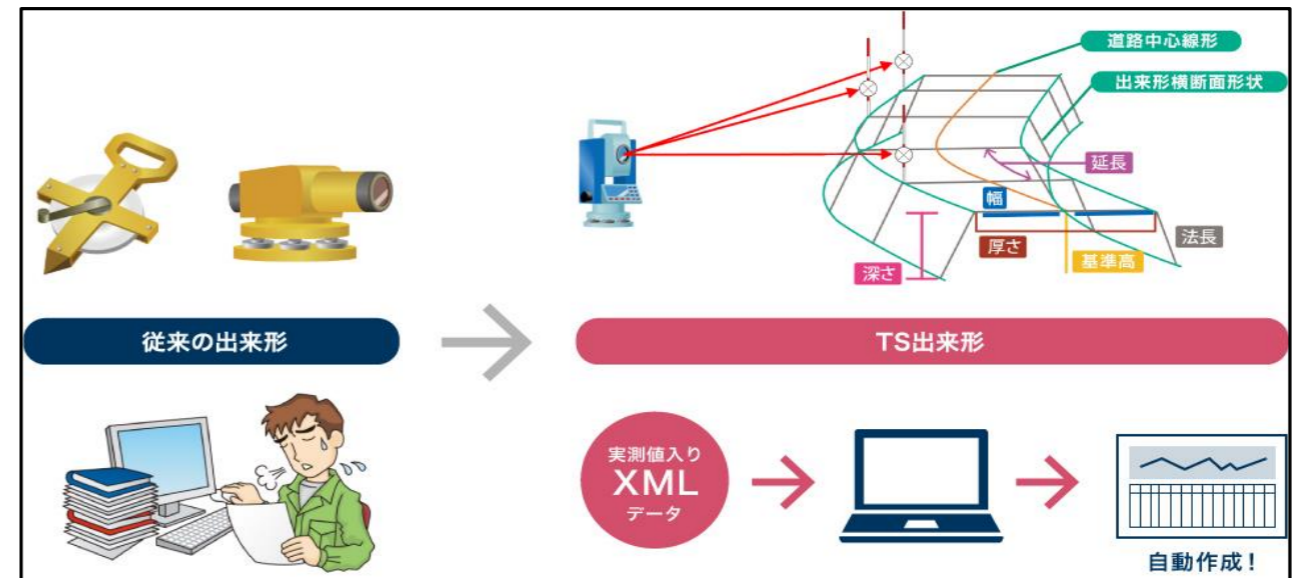 道路中心線形
出来形横断面形状
延長
幅
法長
厚さ
基準高
深さ
従来の出来形
TS出来形
実測値入り
XML
データ
自動作成!